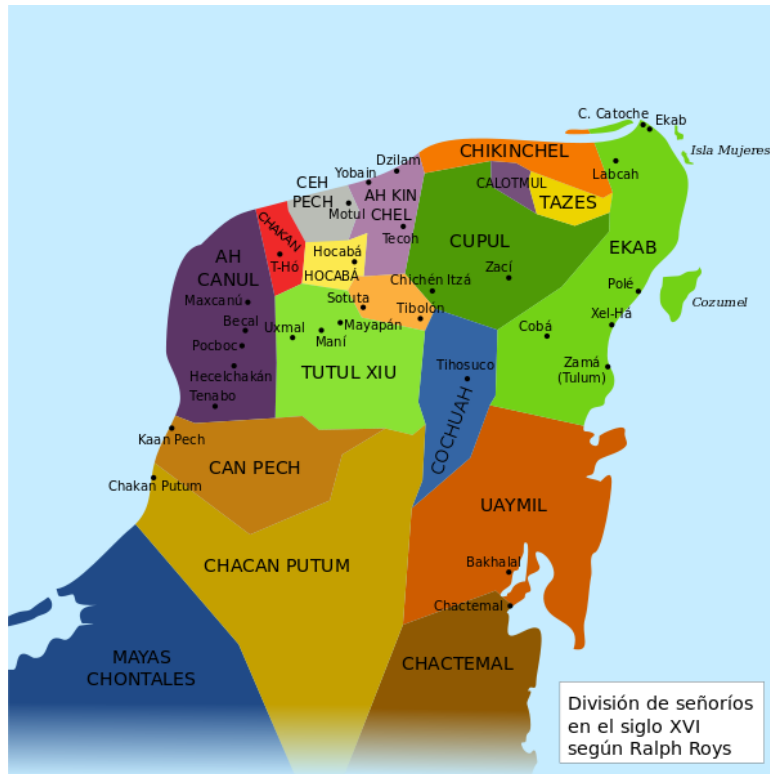 C. Catoche
Ekab
Isla Mujeres
CHIKINCHEL
Dzilam
Labcah
Yobain
CEH
PECH
AH KIN
CHEL
CALOTMUL
TAZES
Motul
CHAKAN
Tecoh
CUPUL
EKAB
AH
CANUL
Hocabá
T-Hó
HOCABÁ
Zací
Chichén Itzá
Polé
Cozumel
Maxcanú
Sotuta
Tibolón
Xel-Há
Becal
Uxmal
Mayapán
Cobá
Maní
Pocboc
Zamá
(Tulum)
Hecelchakán
TUTUL XIU
Tihosuco
Tenabo
COCHUAH
Kaan Pech
CAN PECH
Chakan Putum
UAYMIL
CHACAN PUTUM
Bakhalal
Chactemal
MAYAS
CHONTALES
CHACTEMAL
División de señoríos
en el siglo XVI
según Ralph Roys